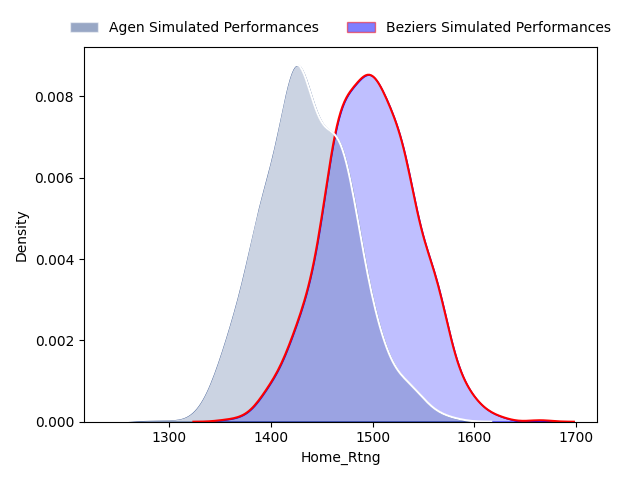 Agen Simulated Performances Beziers Simulated Performances
0.008
0.006
0.004
0.002
0.000
Density
1300 1400 1500 1600 1700
Home_Rtng